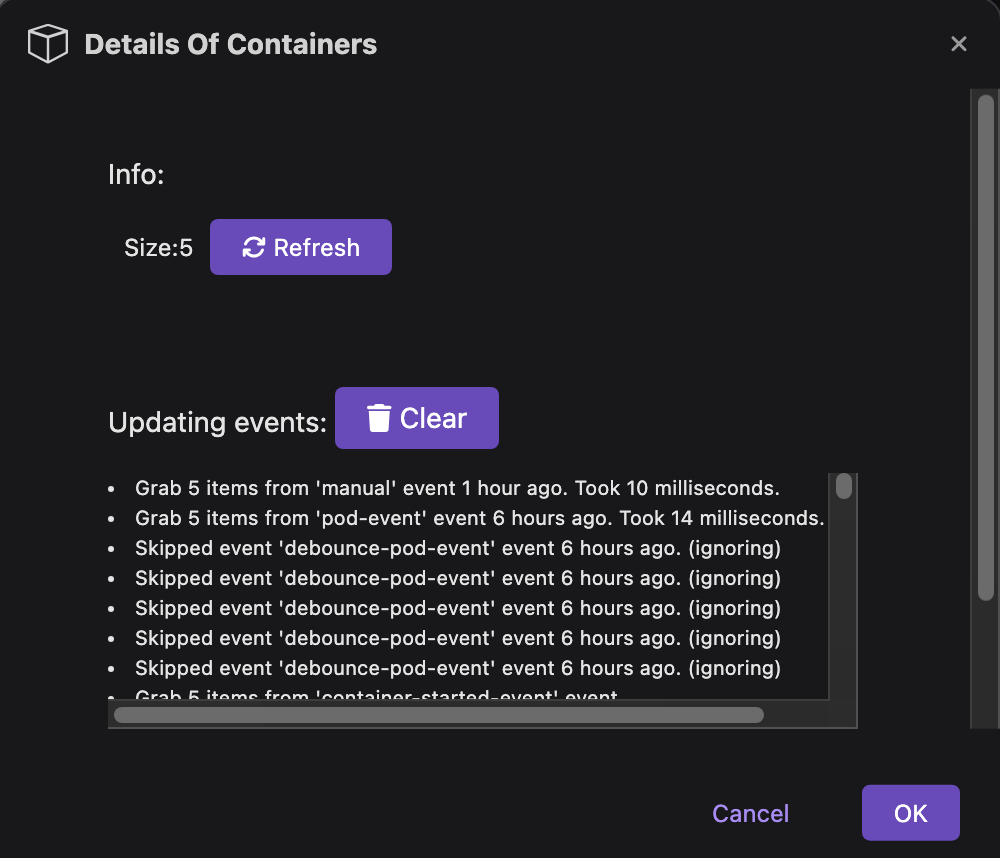 Details Of Containers
Info:
Size:5 Refresh
Updating events: Clear
Grab 5 items from 'manual' event 1 hour ago. Took 10 milliseconds.
Grab 5 items from 'pod-event' event 6 hours ago. Took 14 milliseconds.
Skipped event 'debounce-pod-event' event 6 hours ago. (ignoring)
Skipped event 'debounce-pod-event' event 6 hours ago. (ignoring)
Skipped event 'debounce-pod-event' event 6 hours ago. (ignoring)
Skipped event 'debounce-pod-event' event 6 hours ago. (ignoring)
Skipped event 'debounce-pod-event' event 6 hours ago. (ignoring)
Grab 5 items from 'container-started-event' event
Cancel OK